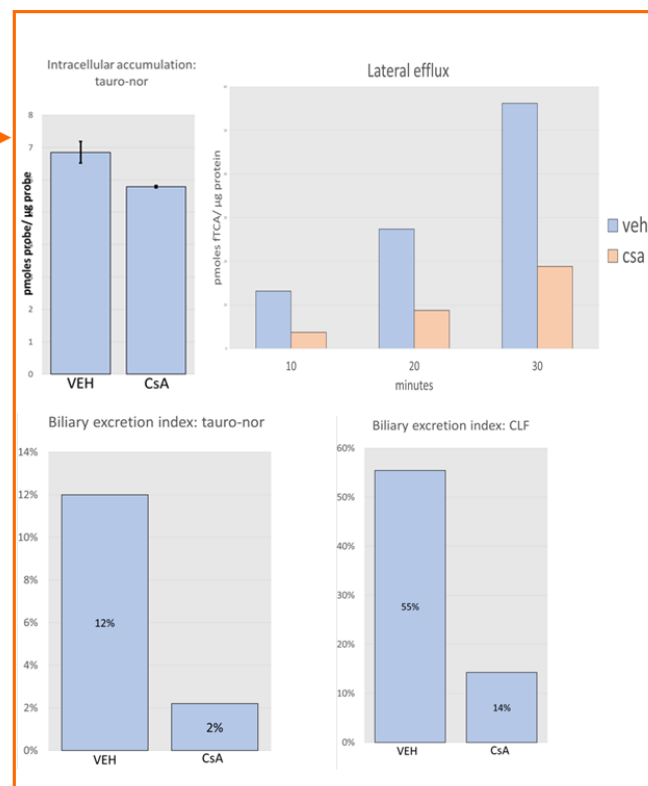 Intracellular accumulation:
tauro-nor
8
7
6
5
4
3
2
1
0
pmoles probe/ μg probe
VEH
CsA
Lateral efflux
pmoles fTCA/ μg protein
10
20
30
minutes
veh
csa
Biliary excretion index: tauro-nor
14%
12%
10%
8%
6%
4%
2%
0%
12%
2%
VEH
CsA
Biliary excretion index: CLF
60%
50%
40%
30%
20%
10%
0%
55%
14%
VEH
CsA